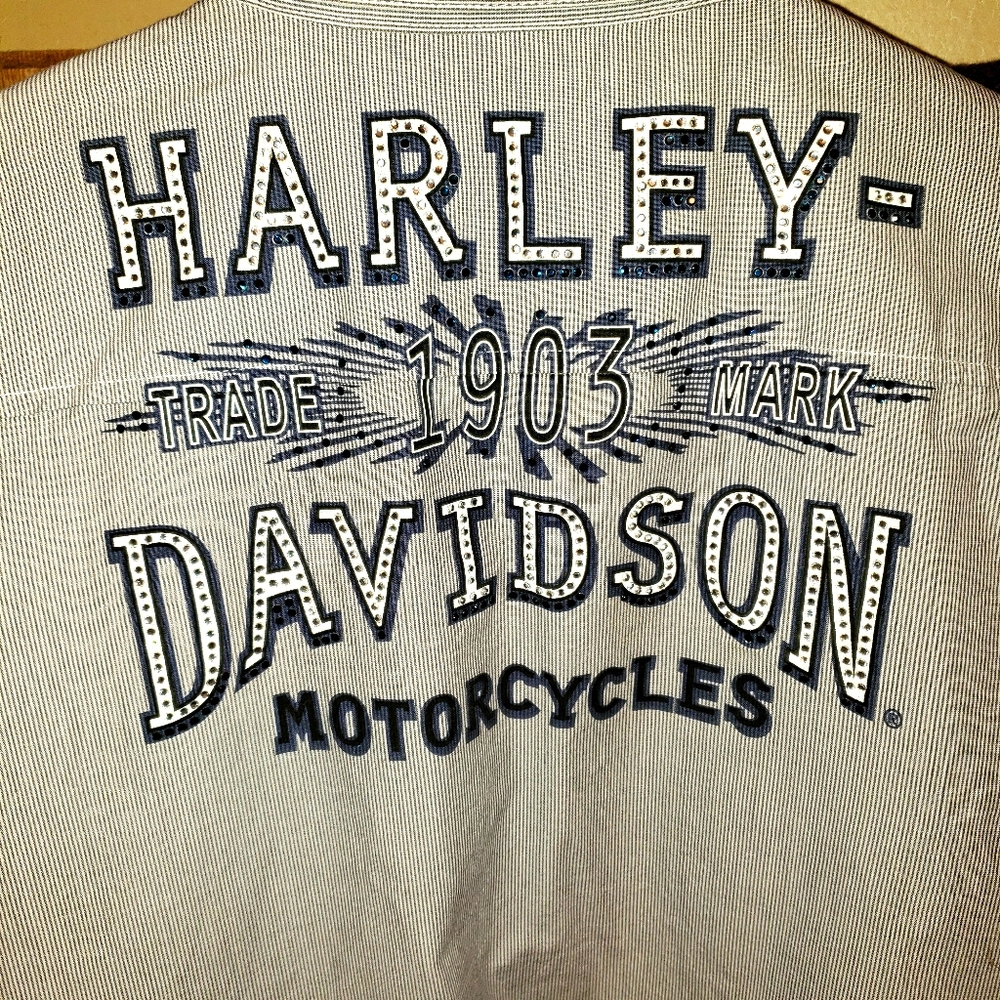 HARLEY-
TRADE 1903 MARK
DAVIDSON
MOTORCYCLES ®